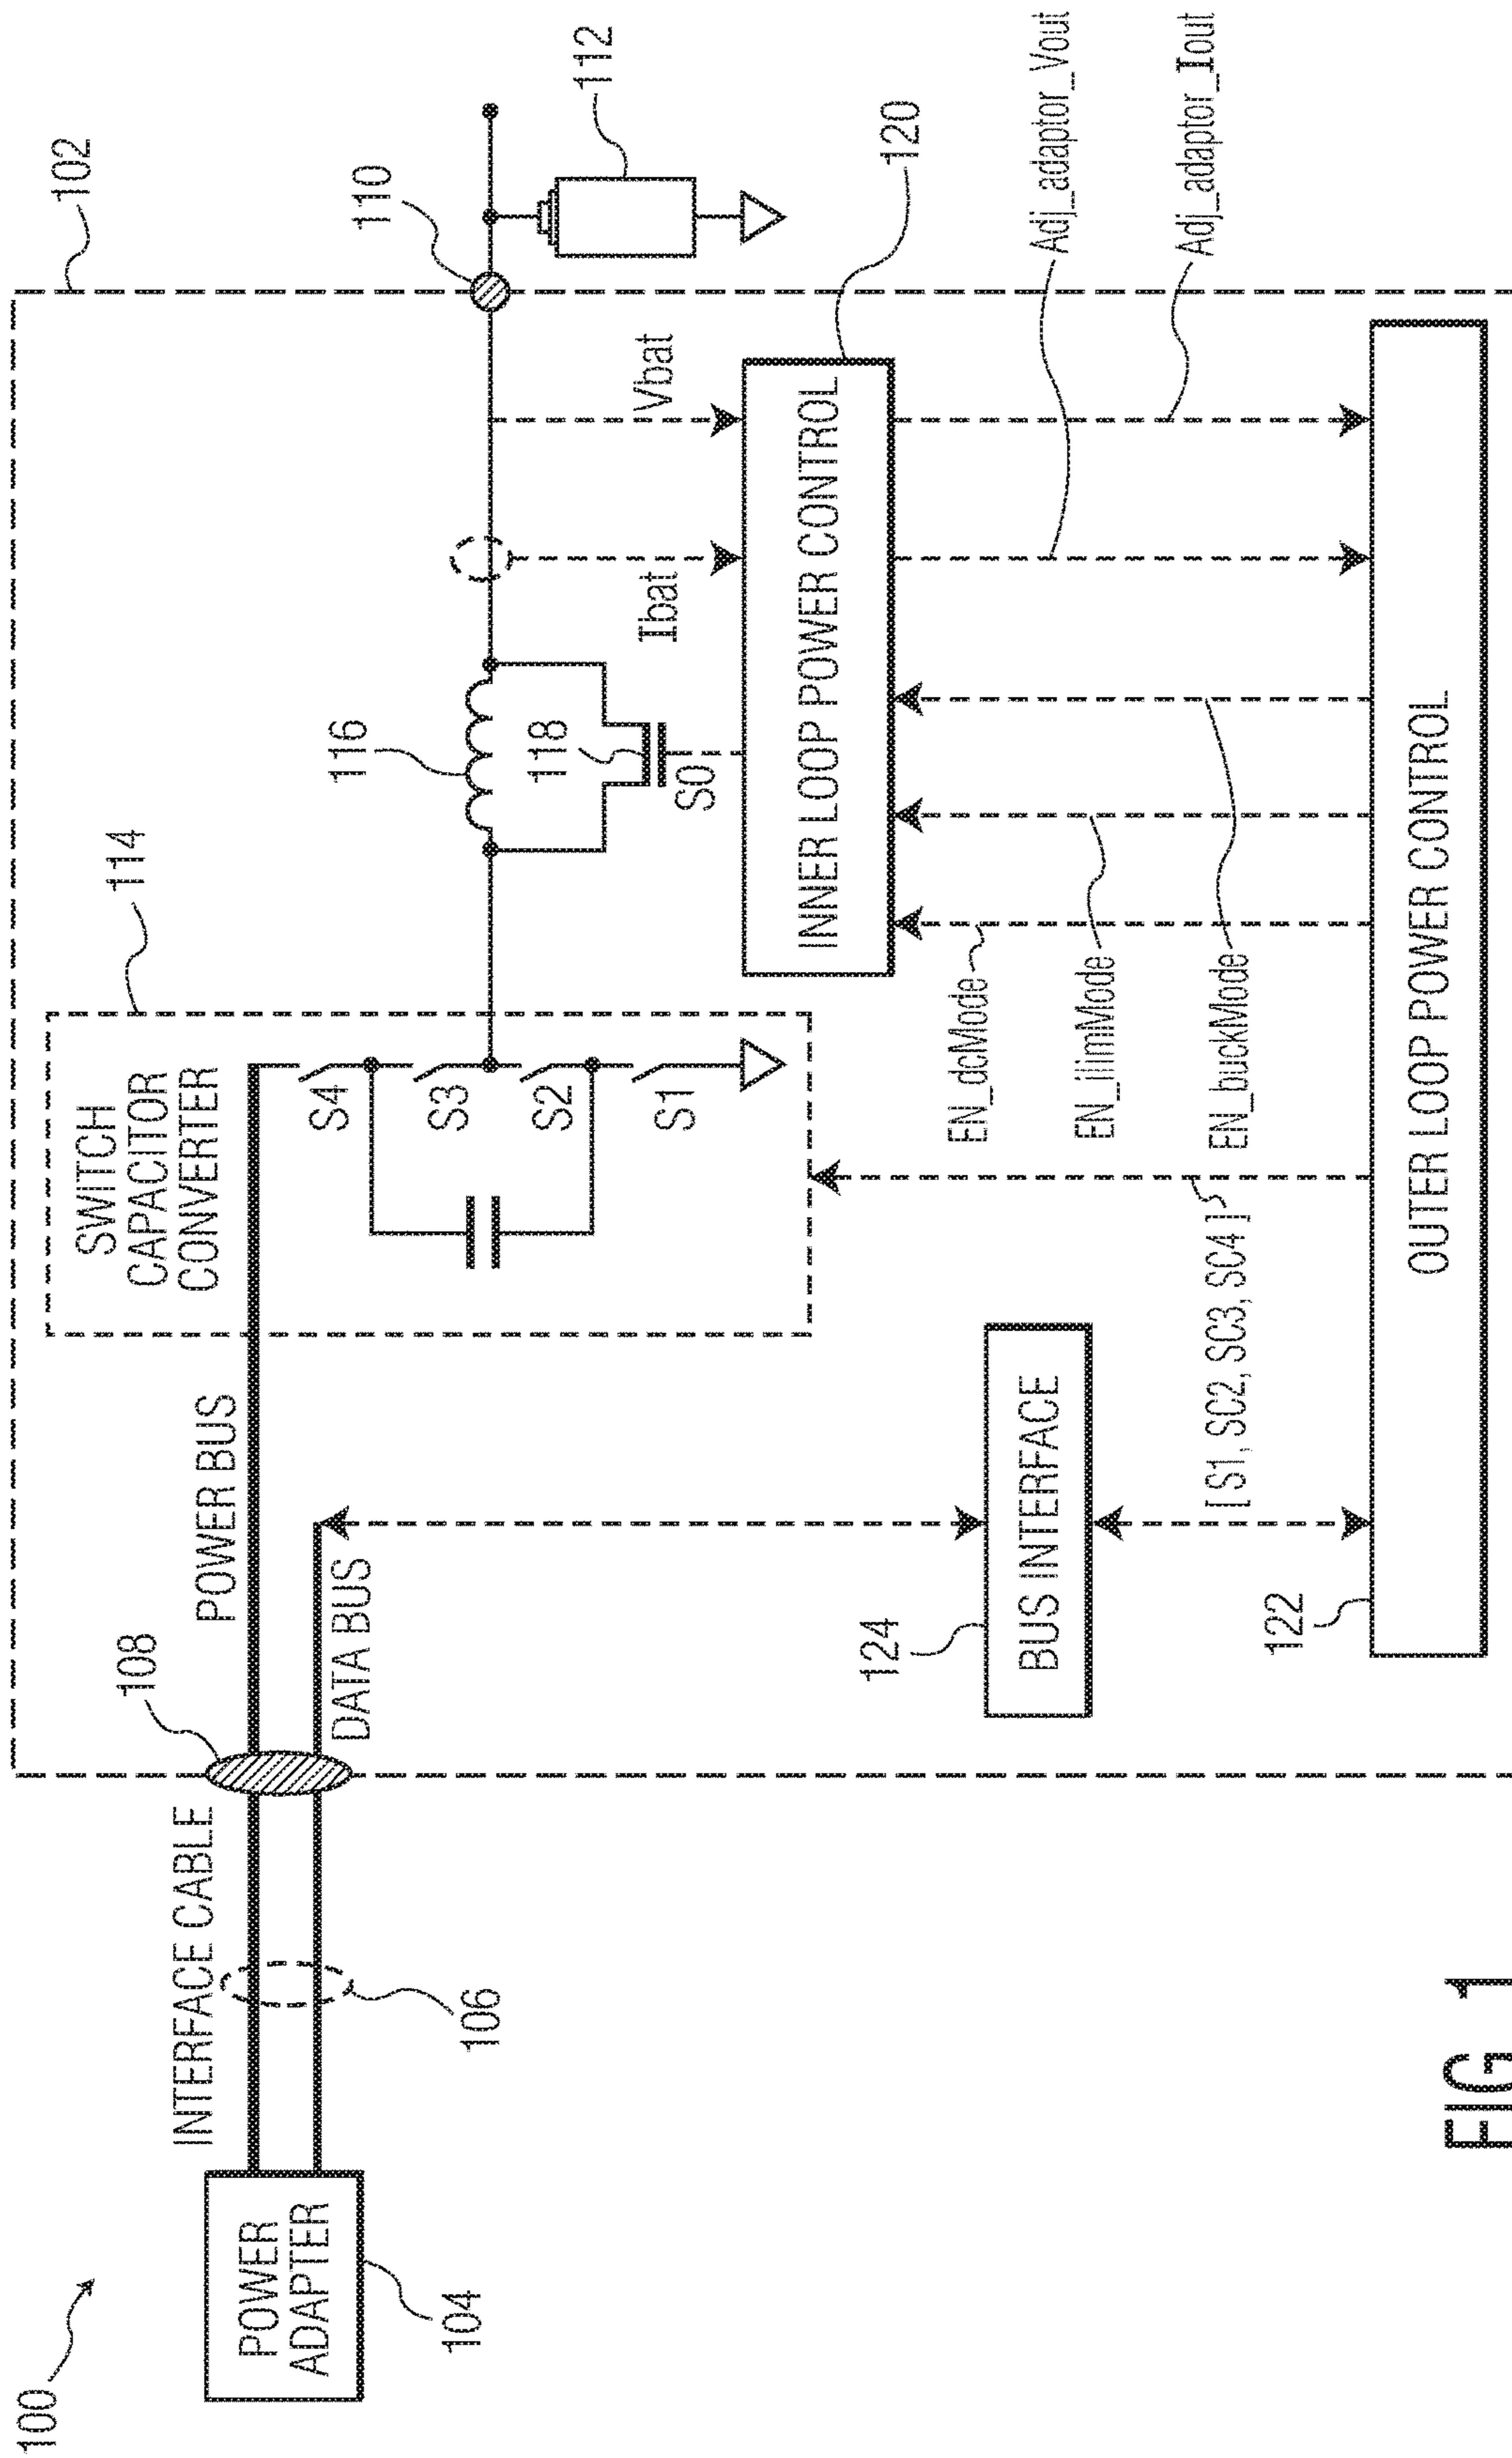 100
102
POWER
ADAPTER
104
INTERFACE CABLE
106
108
POWER BUS
DATA BUS
SWITCH
CAPACITOR
CONVERTER
114
S4
S3
S2
S1
116
118
S0
Ibat
Vbat
110
112
INNER LOOP POWER CONTROL
120
EN_dcMode
EN_ilimMode
EN_buckMode
Adj_adaptor_Vout
Adj_adaptor_Iout
BUS INTERFACE
124
[ S1, SC2, SC3, SC4 ]
OUTER LOOP POWER CONTROL
122
FIG 1